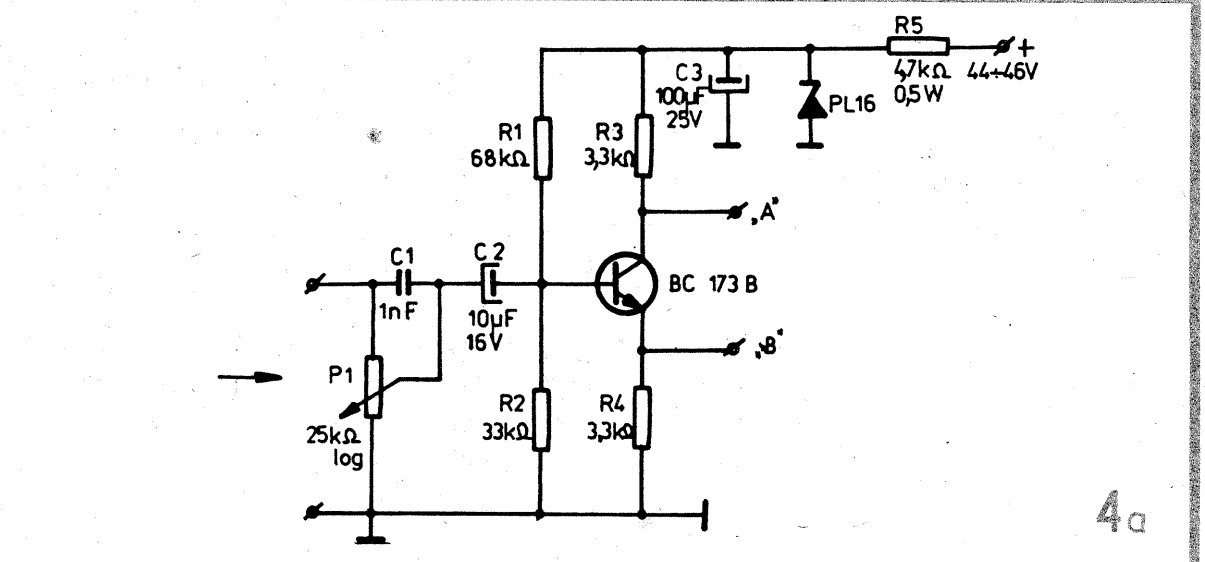 R5
+
4,7kΩ
0,5W
44÷46V
C3
100μF
25V
PL16
R1
68kΩ
R3
3,3kΩ
„A"
C1
1nF
C2
10μF
16V
BC 173 B
„B"
P1
25kΩ
log
R2
33kΩ
R4
3,3kΩ
4a